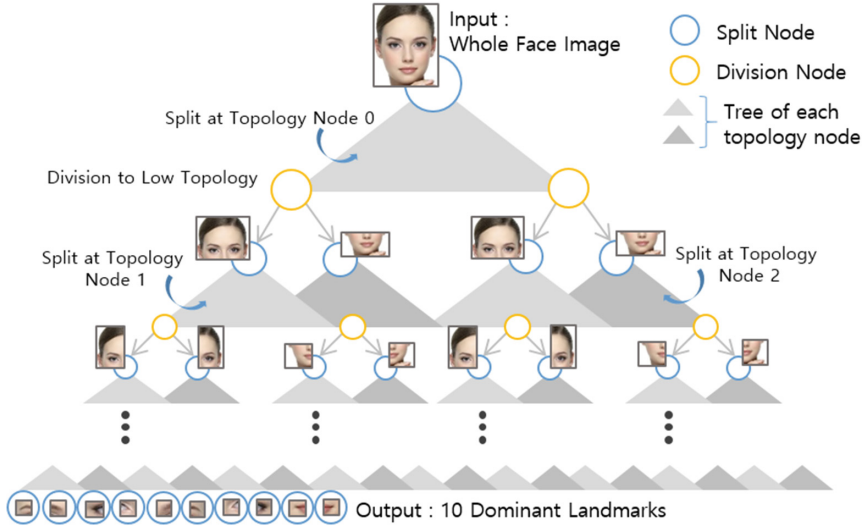 Input :
Whole Face Image
Split Node
Division Node
Tree of each
topology node
Split at Topology Node 0
Division to Low Topology
Split at Topology
Node 1
Split at Topology
Node 2
Output : 10 Dominant Landmarks